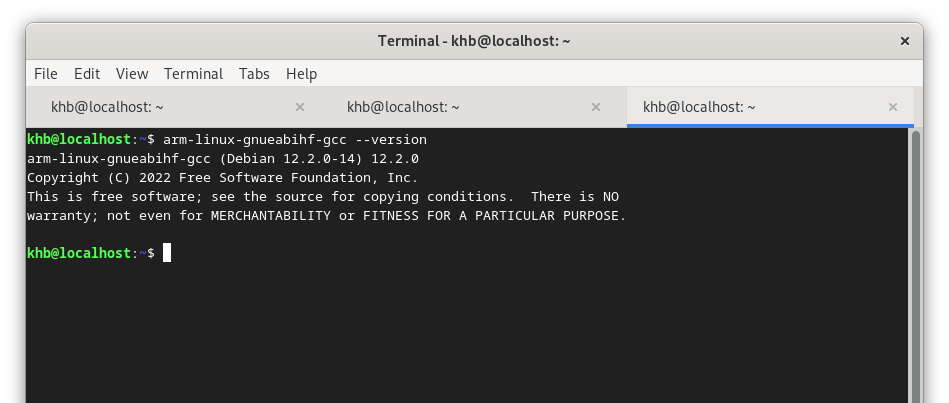 Terminal - khb@localhost: ~
File Edit View Terminal Tabs Help
khb@localhost: ~ khb@localhost: ~ khb@localhost: ~
khb@localhost:~$ arm-linux-gnueabihf-gcc --version
arm-linux-gnueabihf-gcc (Debian 12.2.0-14) 12.2.0
Copyright (C) 2022 Free Software Foundation, Inc.
This is free software; see the source for copying conditions.  There is NO
warranty; not even for MERCHANTABILITY or FITNESS FOR A PARTICULAR PURPOSE.
khb@localhost:~$